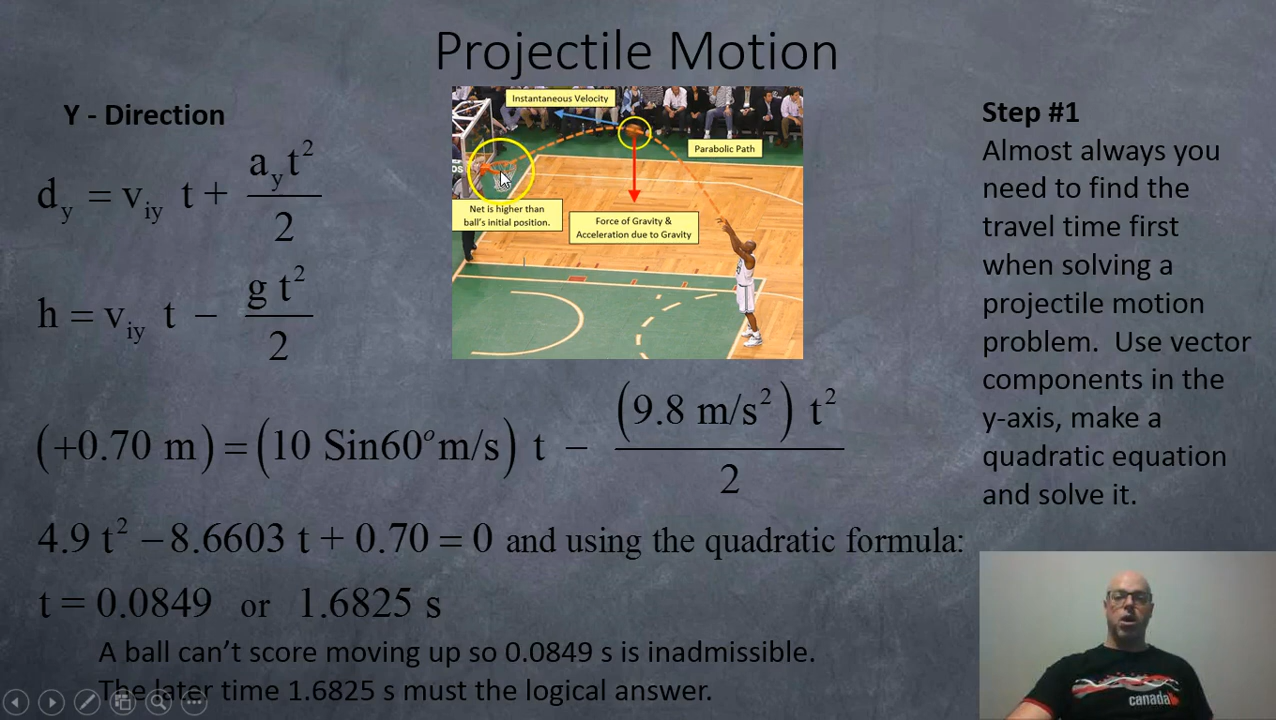 Projectile Motion
Y - Direction
d_y = v_iy t + a_y t² / 2
h = v_iy t − g t² / 2
Instantaneous Velocity
Parabolic Path
Net is higher than
ball's initial position.
Force of Gravity &
Acceleration due to Gravity
(+0.70 m) = (10 Sin60° m/s) t − (9.8 m/s²) t² / 2
4.9 t² − 8.6603 t + 0.70 = 0 and using the quadratic formula:
t = 0.0849 or 1.6825 s
A ball can't score moving up so 0.0849 s is inadmissible.
The later time 1.6825 s must the logical answer.
Step #1
Almost always you
need to find the
travel time first
when solving a
projectile motion
problem. Use vector
components in the
y-axis, make a
quadratic equation
and solve it.
canada